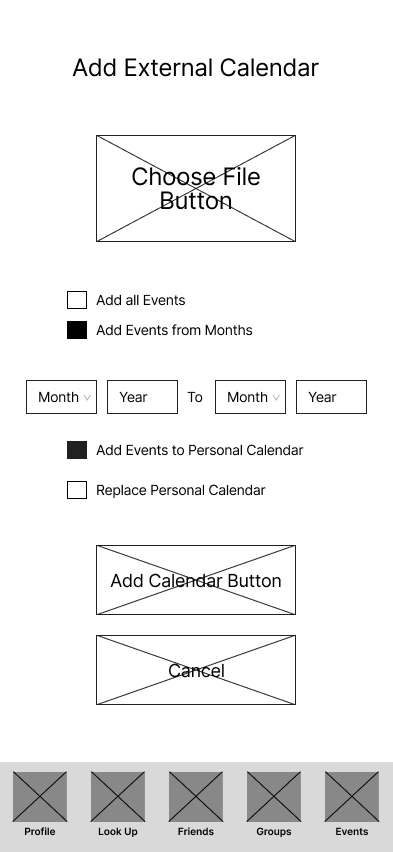 Add External Calendar
Choose File
Button
Add all Events
Add Events from Months
Month Year To Month Year
Add Events to Personal Calendar
Replace Personal Calendar
Add Calendar Button
Cancel
Profile Look Up Friends Groups Events